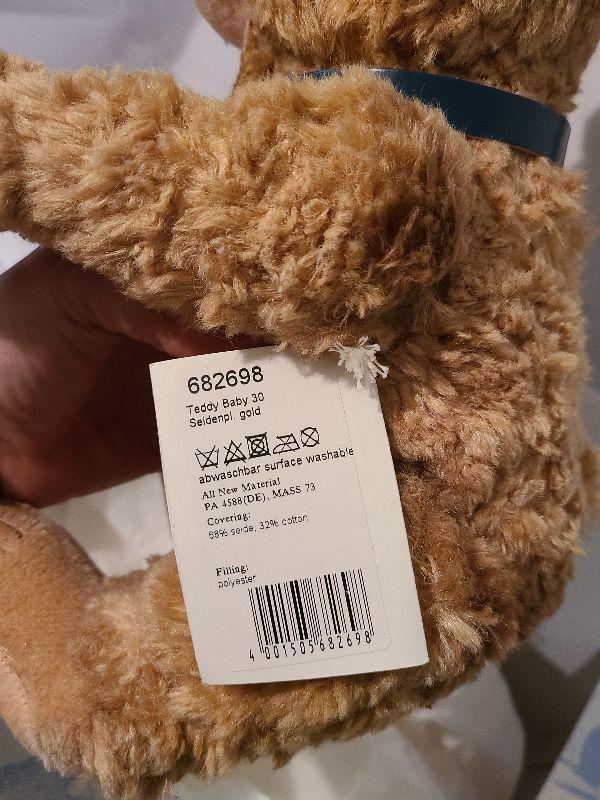 682698
Teddy Baby 30
Seidenpl. gold
abwaschbar surface washable
All New Material
PA 4588(DE), MASS 73
Covering:
68% seide, 32% cotton
Filling:
polyester
4 001505 682698